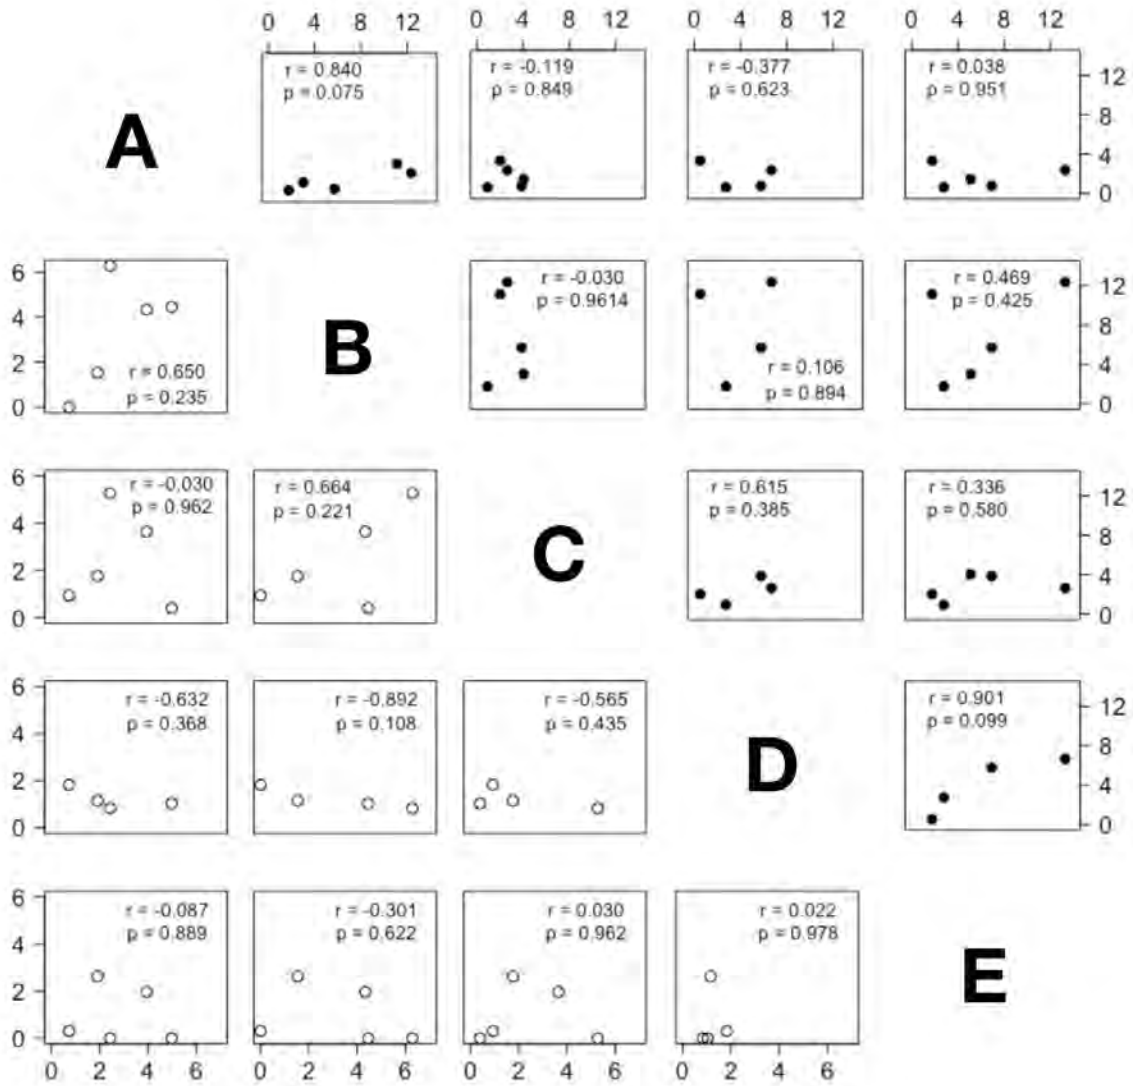 0 4 8 12 0 4 8 12 0 4 8 12 0 4 8 12
A
r = 0.840
p = 0.075
r = -0.119
p = 0.849
r = -0.377
p = 0.623
r = 0.038
p = 0.951
12
8
4
0
6
4
2
0
r = 0.650
p = 0.235
B
r = -0.030
p = 0.9614
r = 0.106
p = 0.894
r = 0.469
p = 0.425
12
8
4
0
6
4
2
0
r = -0.030
p = 0.962
r = 0.664
p = 0.221
C
r = 0.615
p = 0.385
r = 0.336
p = 0.580
12
8
4
0
6
4
2
0
r = -0.632
p = 0.368
r = -0.892
p = 0.108
r = -0.565
p = 0.435
D
r = 0.901
p = 0.099
12
8
4
0
6
4
2
0
r = -0.087
p = 0.889
r = -0.301
p = 0.622
r = 0.030
p = 0.962
r = 0.022
p = 0.978
E
0 2 4 6 0 2 4 6 0 2 4 6 0 2 4 6